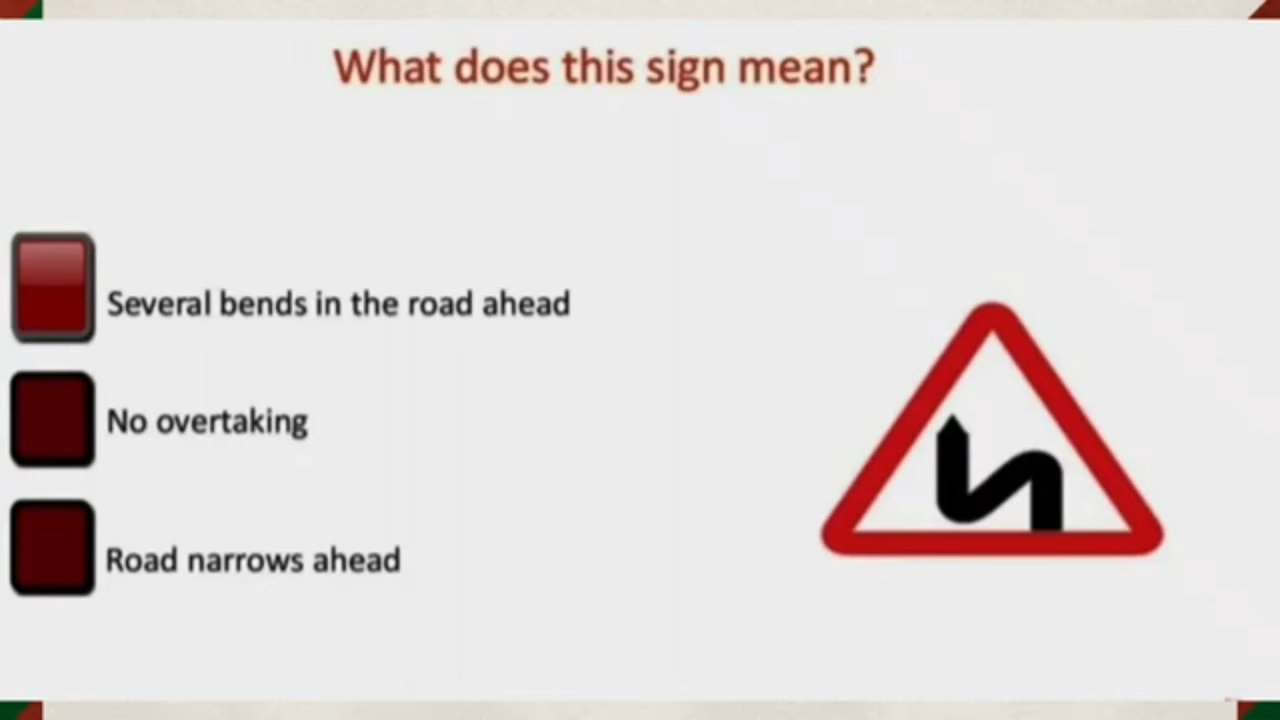 What does this sign mean?
Several bends in the road ahead
No overtaking
Road narrows ahead